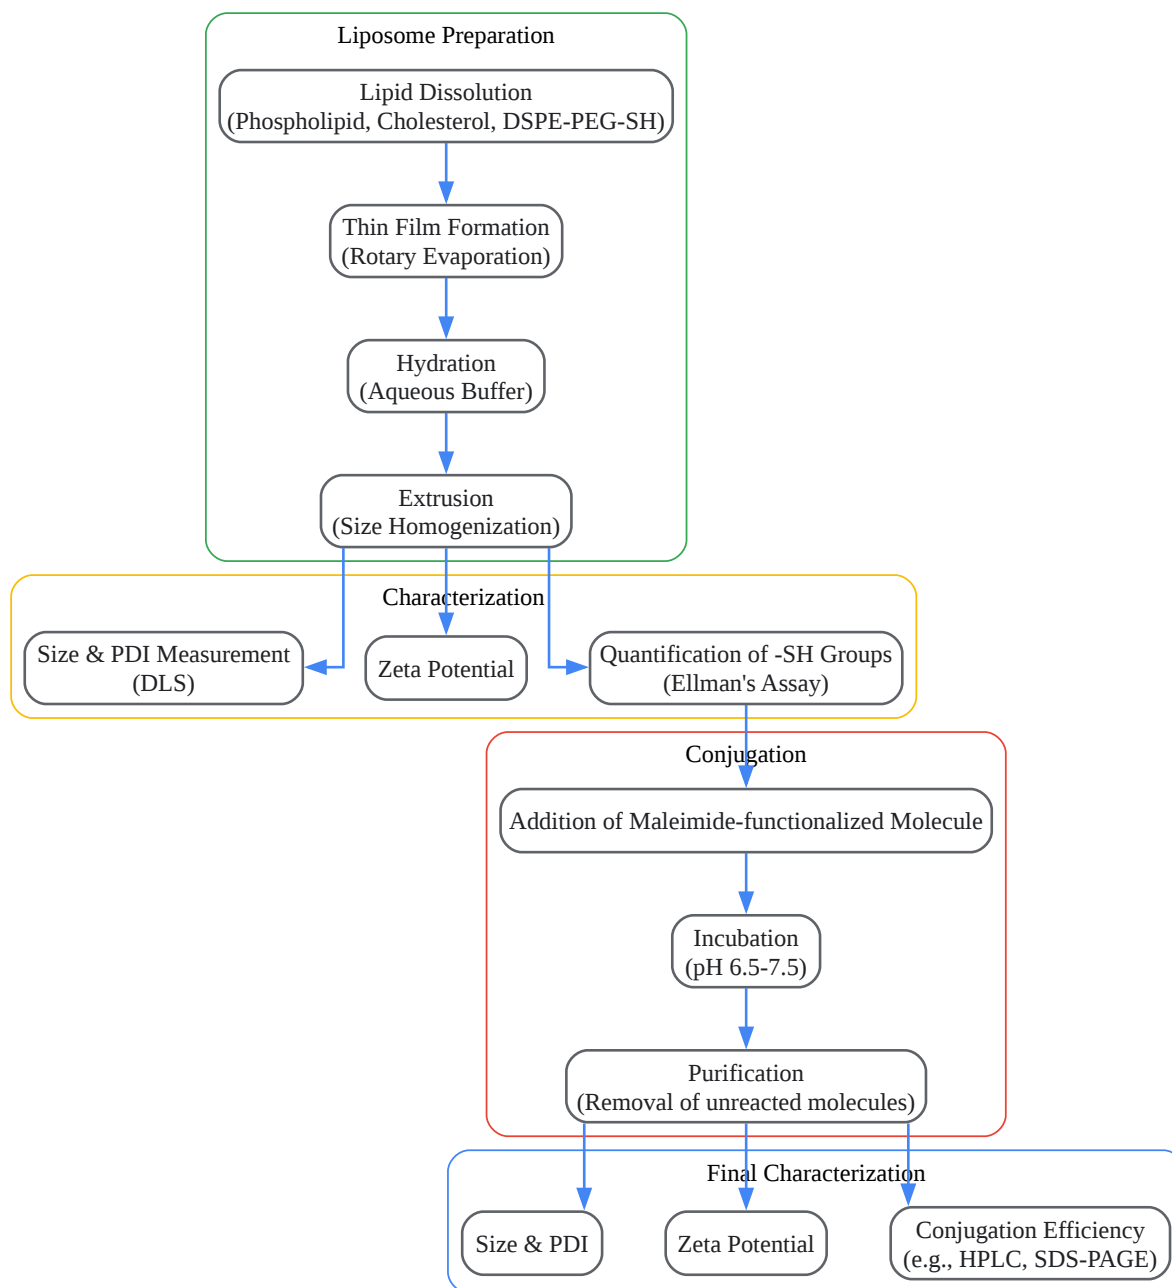 Liposome Preparation
Lipid Dissolution
(Phospholipid, Cholesterol, DSPE-PEG-SH)
Thin Film Formation
(Rotary Evaporation)
Hydration
(Aqueous Buffer)
Extrusion
(Size Homogenization)
Characterization
Size & PDI Measurement
(DLS)
Zeta Potential
Quantification of -SH Groups
(Ellman's Assay)
Conjugation
Addition of Maleimide-functionalized Molecule
Incubation
(pH 6.5-7.5)
Purification
(Removal of unreacted molecules)
Final Characterization
Size & PDI
Zeta Potential
Conjugation Efficiency
(e.g., HPLC, SDS-PAGE)